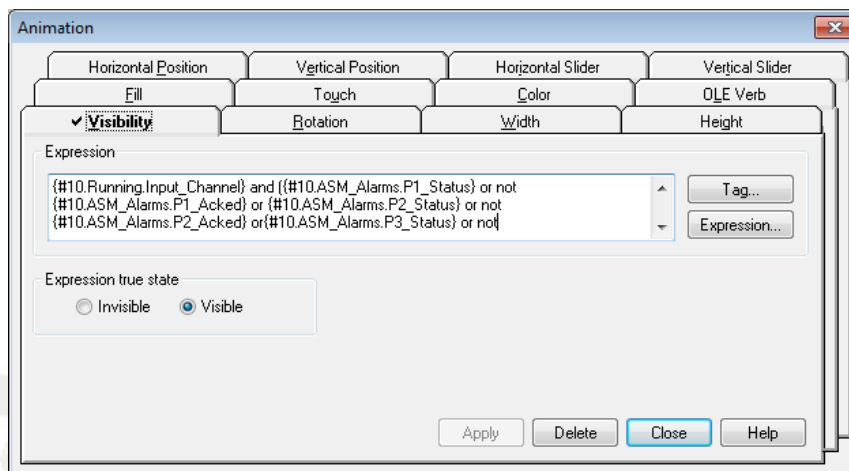 Animation
Horizontal Position Vertical Position Horizontal Slider Vertical Slider
Fill Touch Color OLE Verb
Visibility Rotation Width Height
Expression
{#10.Running.Input_Channel} and ({#10.ASM_Alarms.P1_Status} or not
{#10.ASM_Alarms.P1_Acked} or {#10.ASM_Alarms.P2_Status} or not
{#10.ASM_Alarms.P2_Acked} or{#10.ASM_Alarms.P3_Status} or not
Tag...
Expression...
Expression true state
Invisible Visible
Apply Delete Close Help